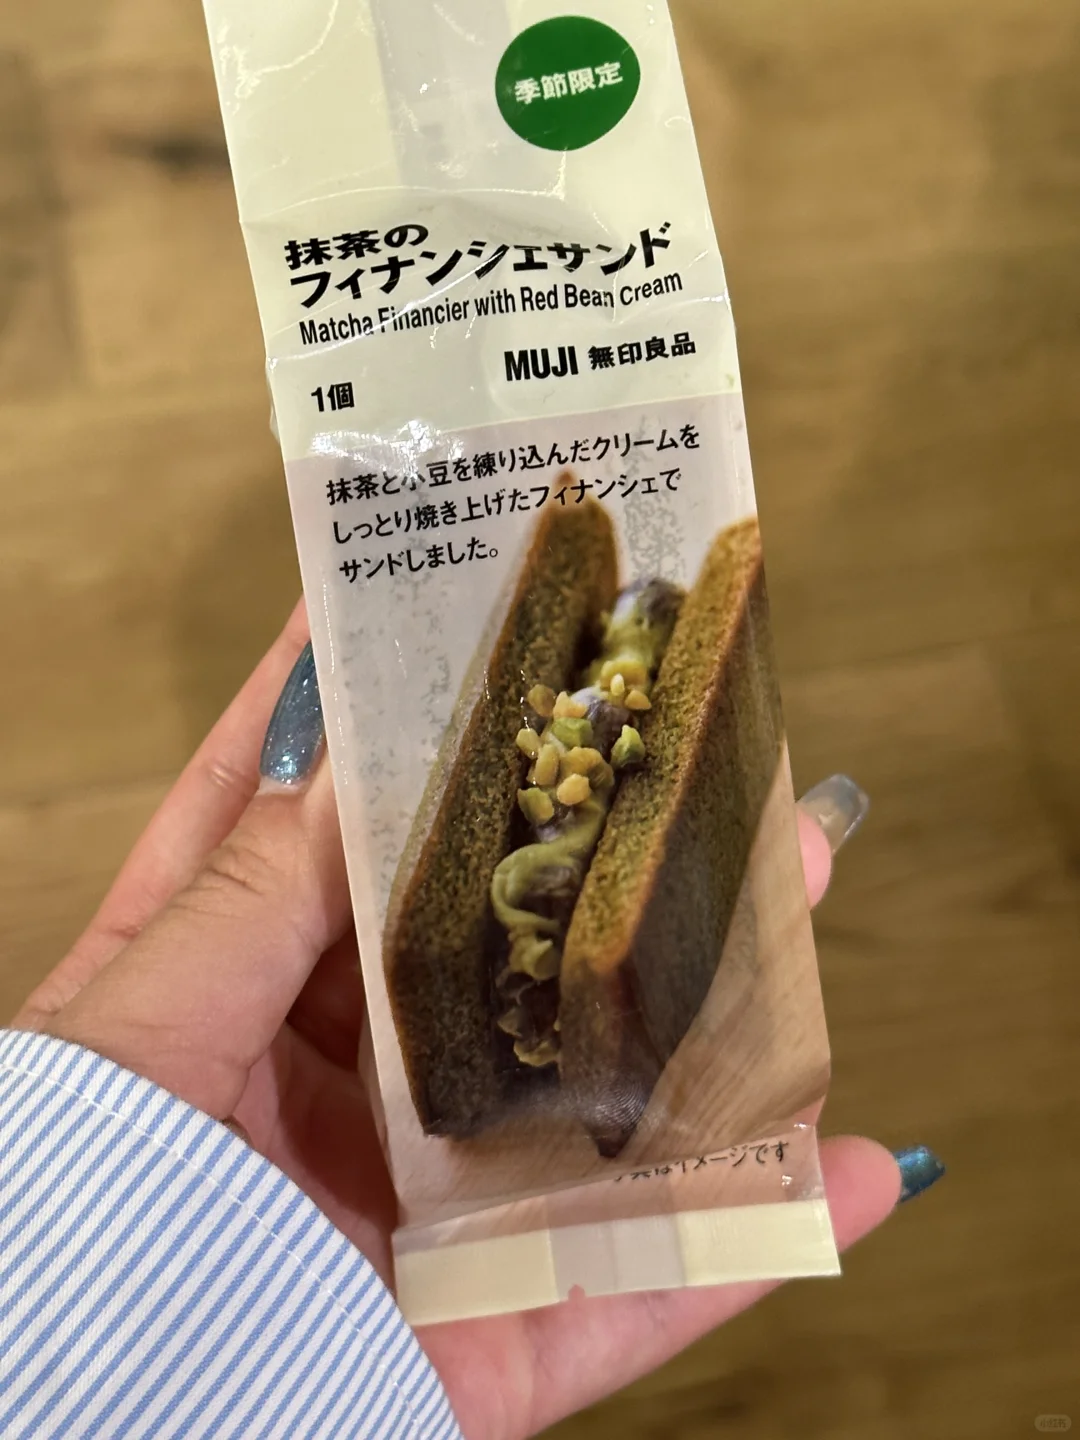 季節限定
抹茶の
フィナンシェサンド
Matcha Financier with Red Bean Cream
MUJI 無印良品
1個
抹茶と小豆を練り込んだクリームを
しっとり焼き上げたフィナンシェで
サンドしました。
イメージです
小红书